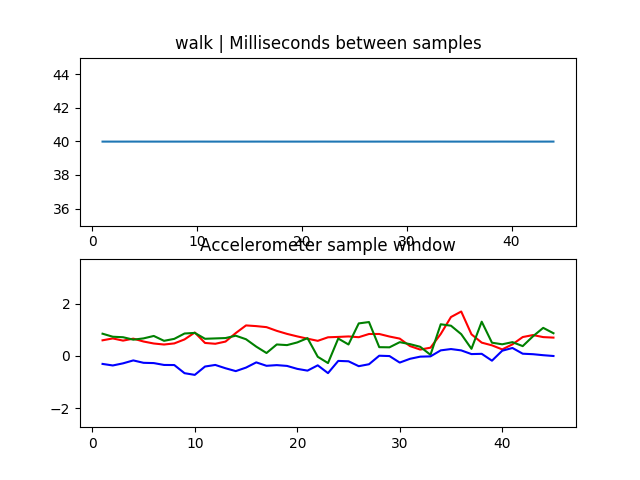 walk | Milliseconds between samples
44
42
40
38
36
0 10 20 30 40
Accelerometer sample window
2
0
−2
0 10 20 30 40